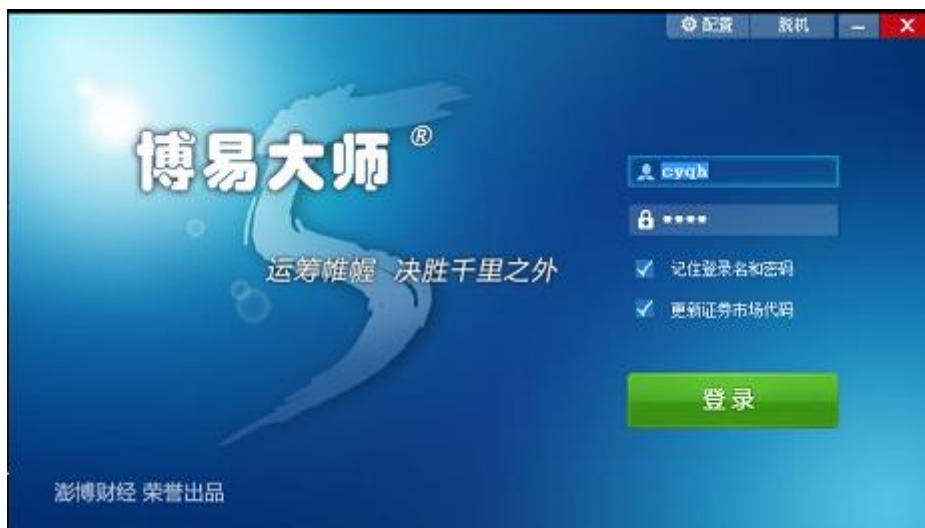 配置 脱机
博易大师®
cyqh
••••
运筹帷幄 决胜千里之外
记住登录名和密码
更新证券市场代码
登录
澎博财经 荣誉出品